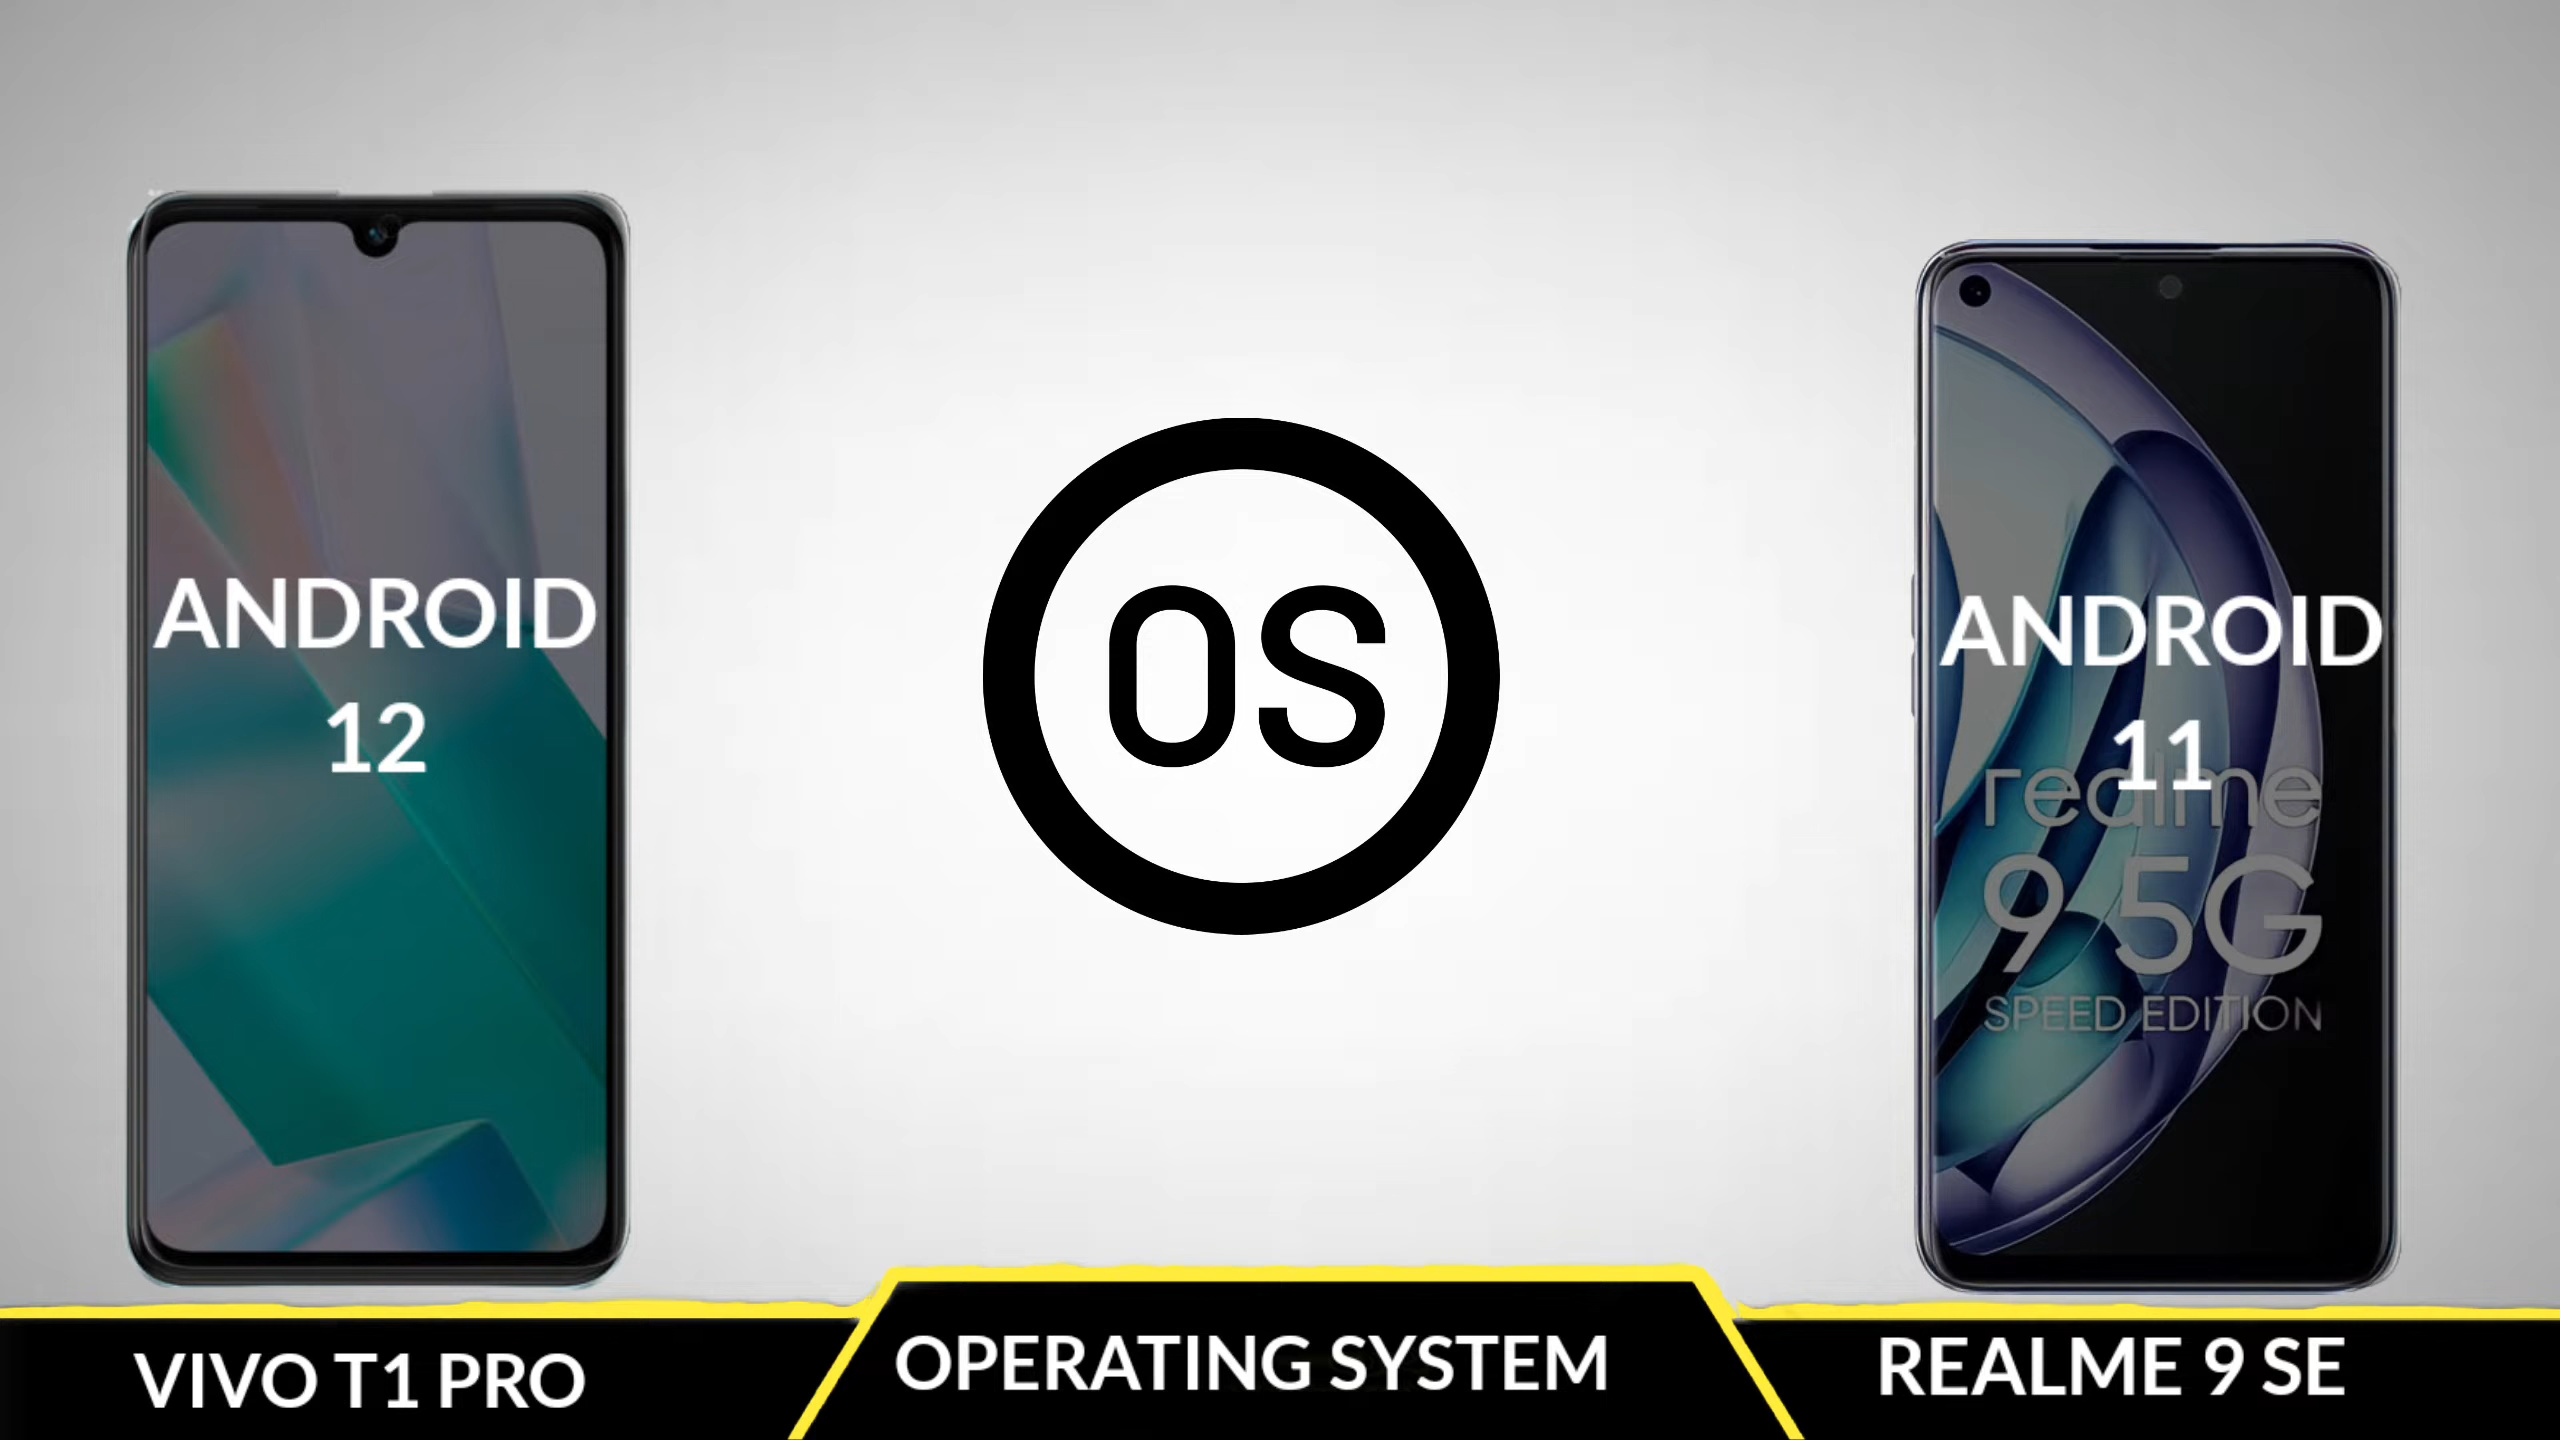 ANDROID
12
OS
ANDROID
11
realme
9 5G
SPEED EDITION
VIVO T1 PRO
OPERATING SYSTEM
REALME 9 SE